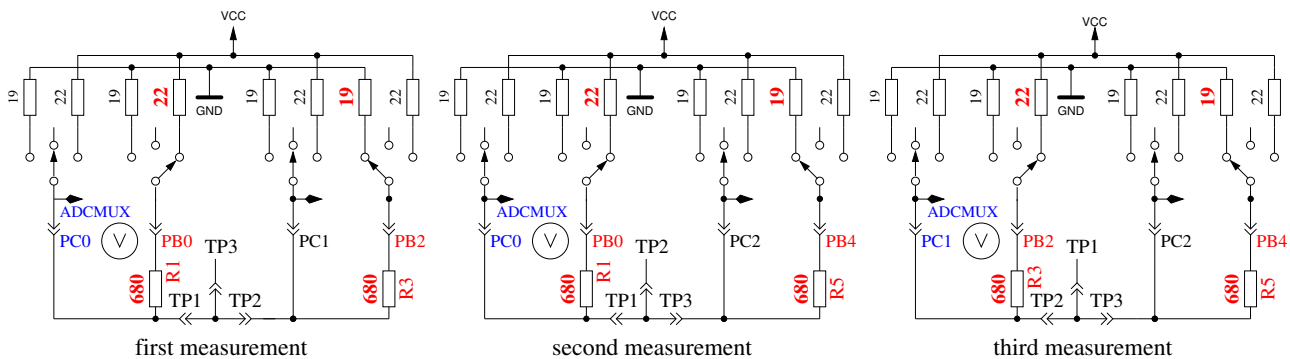 VCC VCC VCC
19 22 19 22 GND 19 22 19 22 19 22 19 22 GND 19 22 19 22 19 22 19 22 GND 19 22 19 22
ADCMUX ADCMUX ADCMUX
PC0 V PB0 TP3 PC1 PB2 PC0 V PB0 TP2 PC2 PB4 PC1 V PB2 TP1 PC2 PB4
680 R1 680 R3 680 R1 680 R5 680 R3 680 R5
TP1 TP2 TP1 TP3 TP2 TP3
first measurement second measurement third measurement